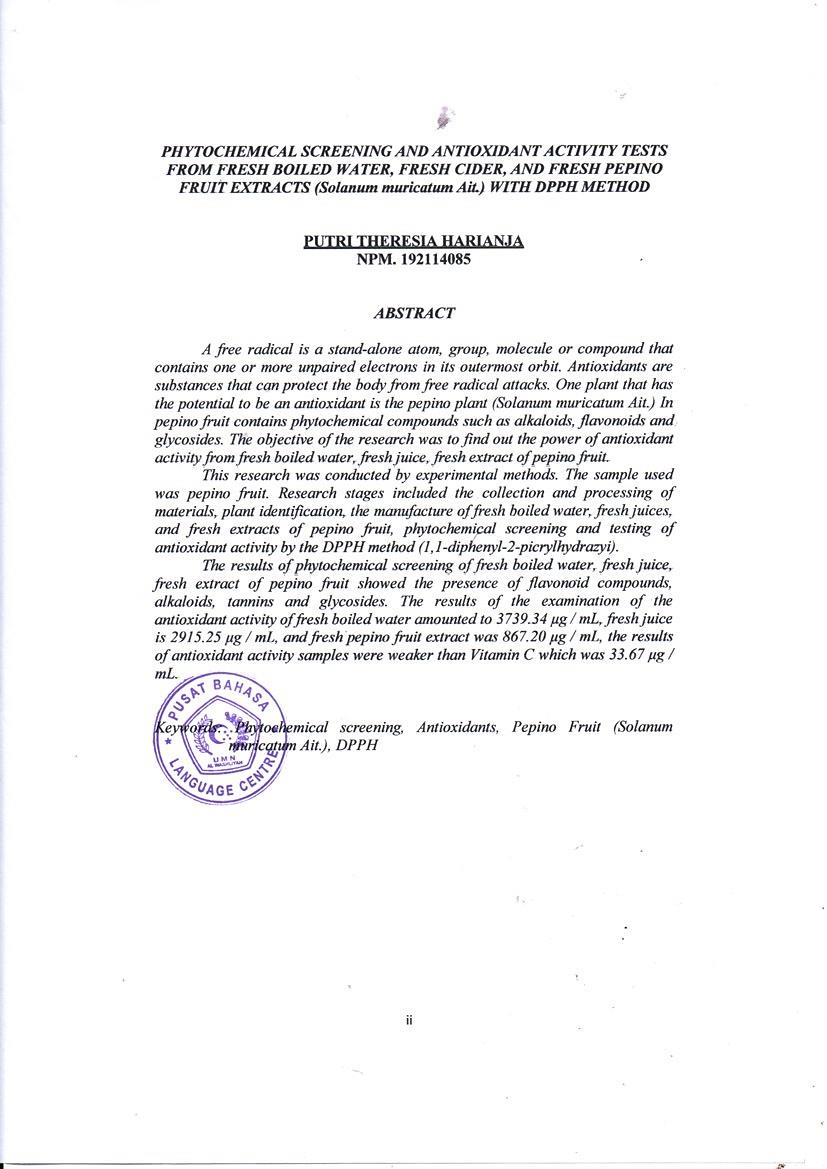 PHYTOCHEMICAL SCREENING AND ANTIOXIDANT ACTIVITY TESTS
FROM FRESH BOILED WATER, FRESH CIDER, AND FRESH PEPINO
FRUIT EXTRACTS (Solanum muricatum Ait.) WITH DPPH METHOD
PUTRI THERESIA HARIANJA
NPM. 192114085
ABSTRACT
A free radical is a stand-alone atom, group, molecule or compound that
contains one or more unpaired electrons in its outermost orbit. Antioxidants are
substances that can protect the body from free radical attacks. One plant that has
the potential to be an antioxidant is the pepino plant (Solanum muricatum Ait.) In
pepino fruit contains phytochemical compounds such as alkaloids, flavonoids and
glycosides. The objective of the research was to find out the power of antioxidant
activity from fresh boiled water, fresh juice, fresh extract of pepino fruit.
This research was conducted by experimental methods. The sample used
was pepino fruit. Research stages included the collection and processing of
materials, plant identification, the manufacture of fresh boiled water, fresh juices,
and fresh extracts of pepino fruit, phytochemical screening and testing of
antioxidant activity by the DPPH method (1,1-diphenyl-2-picrylhydrazyi).
The results of phytochemical screening of fresh boiled water, fresh juice,
fresh extract of pepino fruit showed the presence of flavonoid compounds,
alkaloids, tannins and glycosides. The results of the examination of the
antioxidant activity of fresh boiled water amounted to 3739.34 µg / mL, fresh juice
is 2915.25 µg / mL, and fresh pepino fruit extract was 867.20 µg / mL, the results
of antioxidant activity samples were weaker than Vitamin C which was 33.67 µg /
mL.
Keywords: Phytochemical screening, Antioxidants, Pepino Fruit (Solanum
muricatum Ait.), DPPH
PUSAT BAHASA
UMN
AL WASHLIYAH
LANGUAGE CENTRE
ii